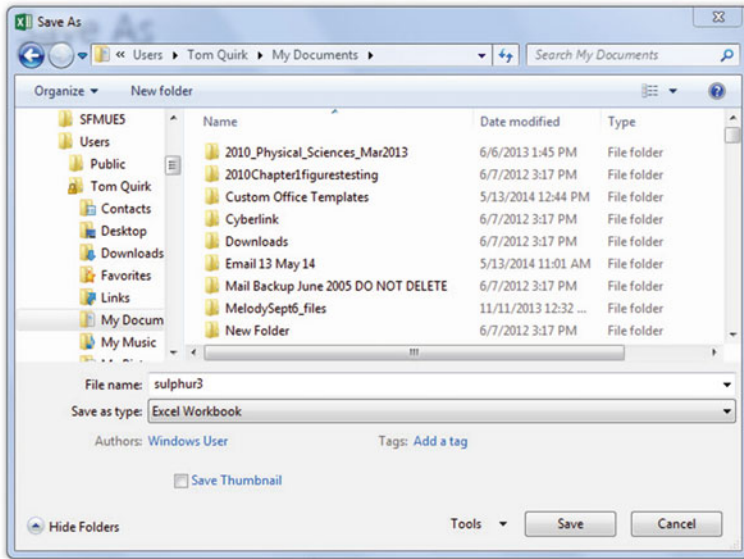 Save As
« Users ▸ Tom Quirk ▸ My Documents ▸ Search My Documents
Organize ▼ New folder
SFMUE5
Users
Public
Tom Quirk
Contacts
Desktop
Downloads
Favorites
Links
My Docum
My Music
Name Date modified Type
2010_Physical_Sciences_Mar2013 6/6/2013 1:45 PM File folder
2010Chapter1figurestesting 6/7/2012 3:17 PM File folder
Custom Office Templates 5/13/2014 12:44 PM File folder
Cyberlink 6/7/2012 3:17 PM File folder
Downloads 6/7/2012 3:17 PM File folder
Email 13 May 14 5/13/2014 11:01 AM File folder
Mail Backup June 2005 DO NOT DELETE 6/7/2012 3:17 PM File folder
MelodySept6_files 11/11/2013 12:32 ... File folder
New Folder 6/7/2012 3:17 PM File folder
File name: sulphur3
Save as type: Excel Workbook
Authors: Windows User Tags: Add a tag
Save Thumbnail
Hide Folders Tools ▼ Save Cancel